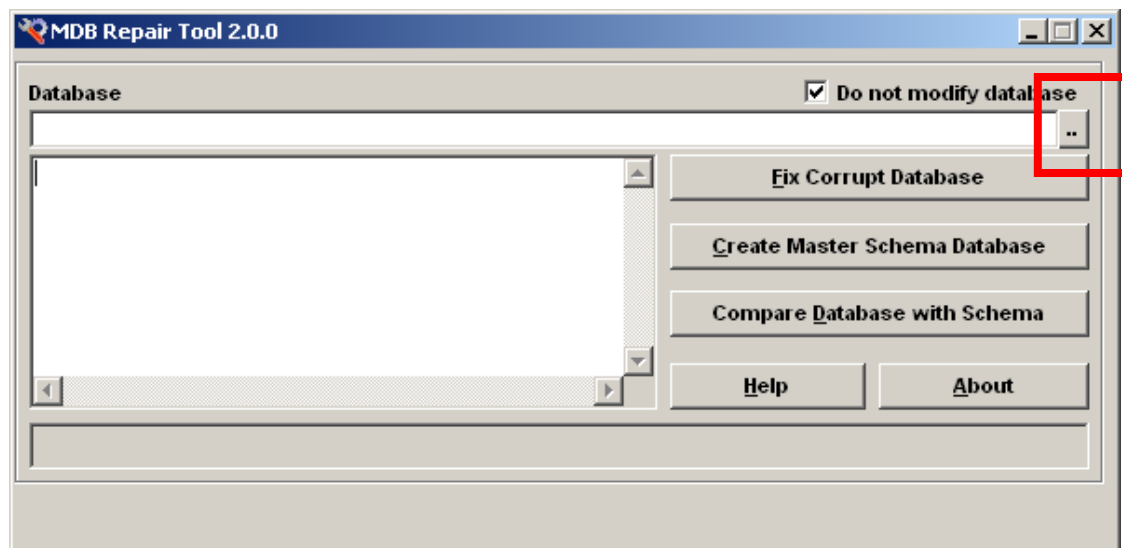 MDB Repair Tool 2.0.0
Database
Do not modify database
..
Fix Corrupt Database
Create Master Schema Database
Compare Database with Schema
Help
About